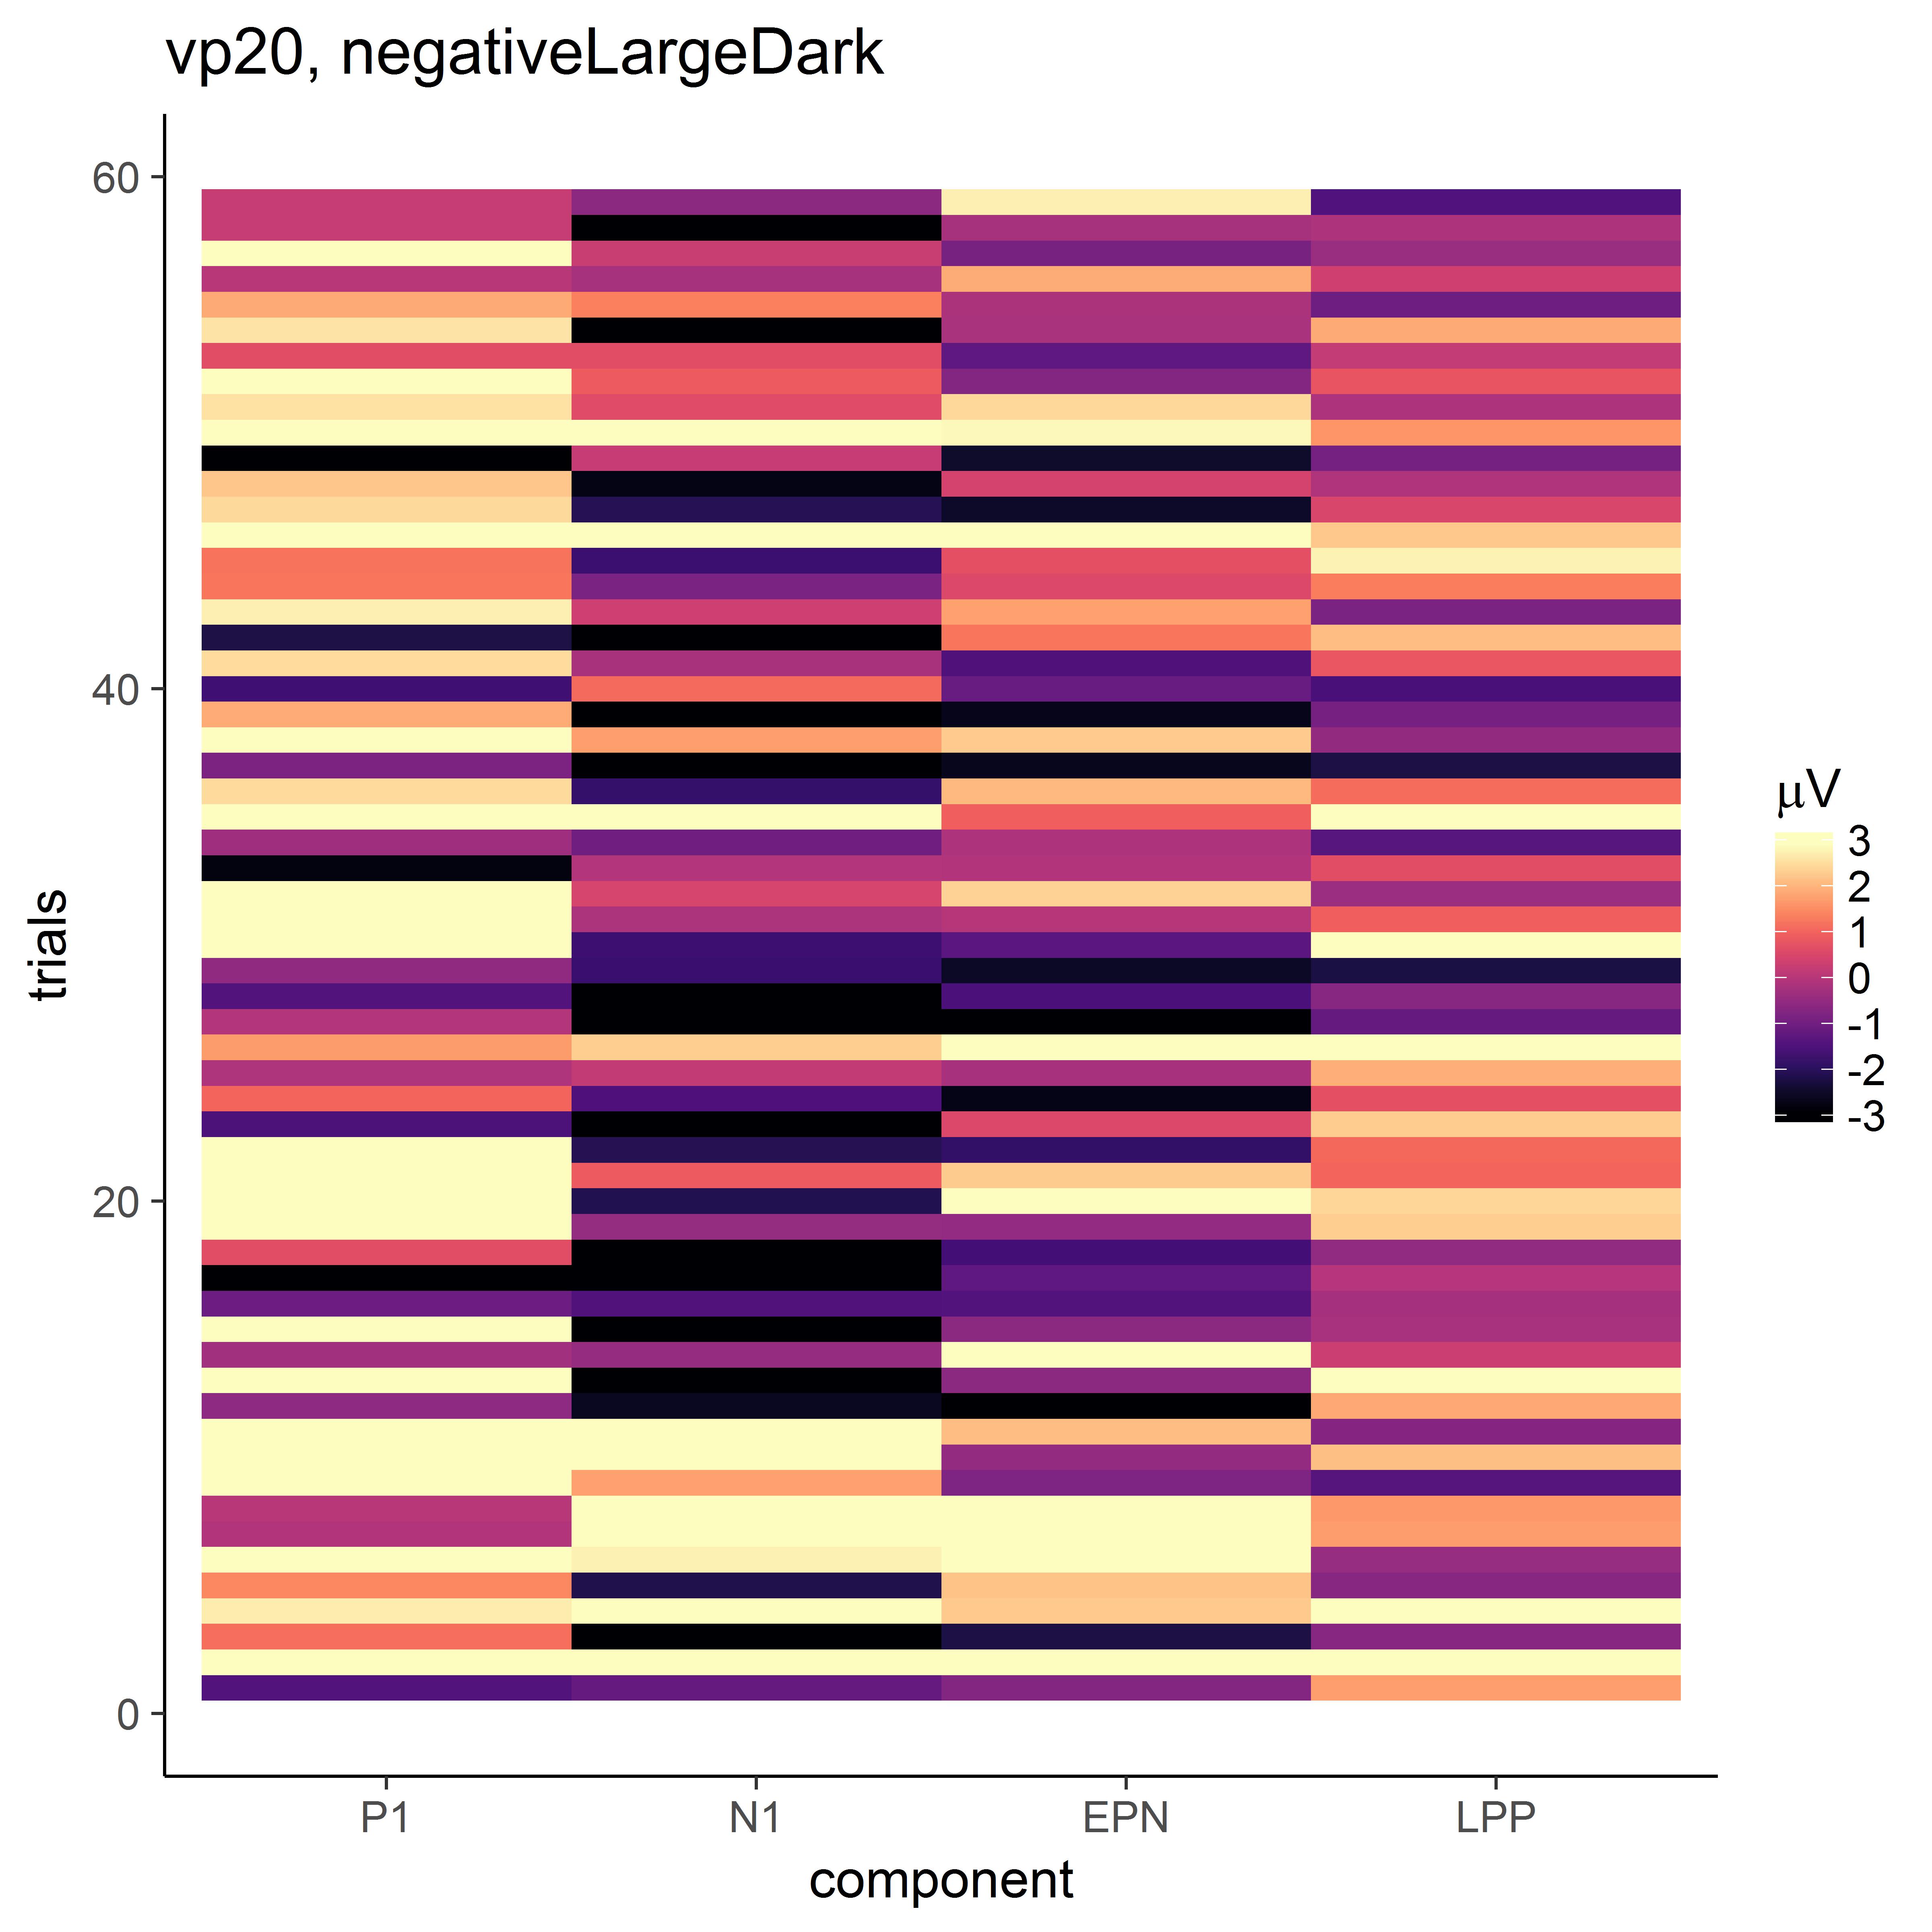 vp20, negativeLargeDark
60
40
20
0
trials
P1 N1 EPN LPP
component
μV
3
2
1
0
-1
-2
-3